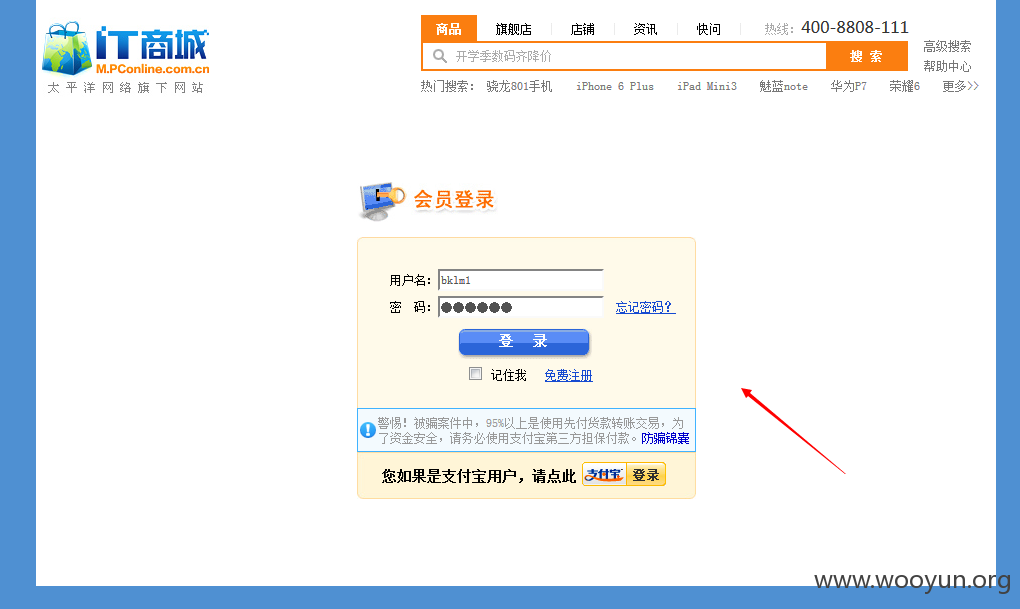 iT商城
M.PConline.com.cn
太平洋网络旗下网站
商品 旗舰店 店铺 资讯 快问 热线：400-8808-111
开学季数码齐降价 搜 索
高级搜索
帮助中心
热门搜索： 骁龙801手机 iPhone 6 Plus iPad Mini3 魅蓝note 华为P7 荣耀6 更多>>
会员登录
用户名： bklm1
密 码： ●●●●●● 忘记密码？
登 录
记住我 免费注册
警惕！被骗案件中，95%以上是使用先付货款转账交易，为
了资金安全，请务必使用支付宝第三方担保付款。防骗锦囊
您如果是支付宝用户，请点此 支付宝 登录
www.wooyun.org